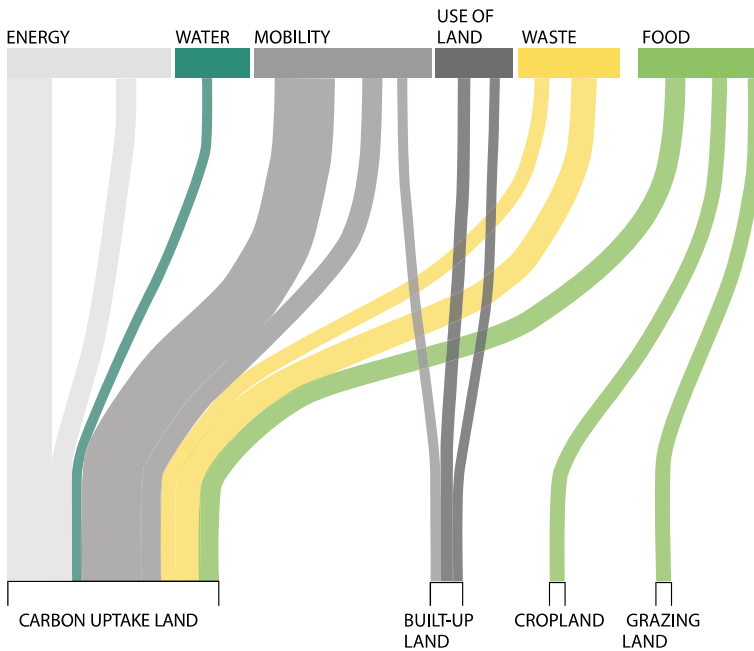 ENERGY
WATER
MOBILITY
USE OF
LAND
WASTE
FOOD
CARBON UPTAKE LAND
BUILT-UP
LAND
CROPLAND
GRAZING
LAND